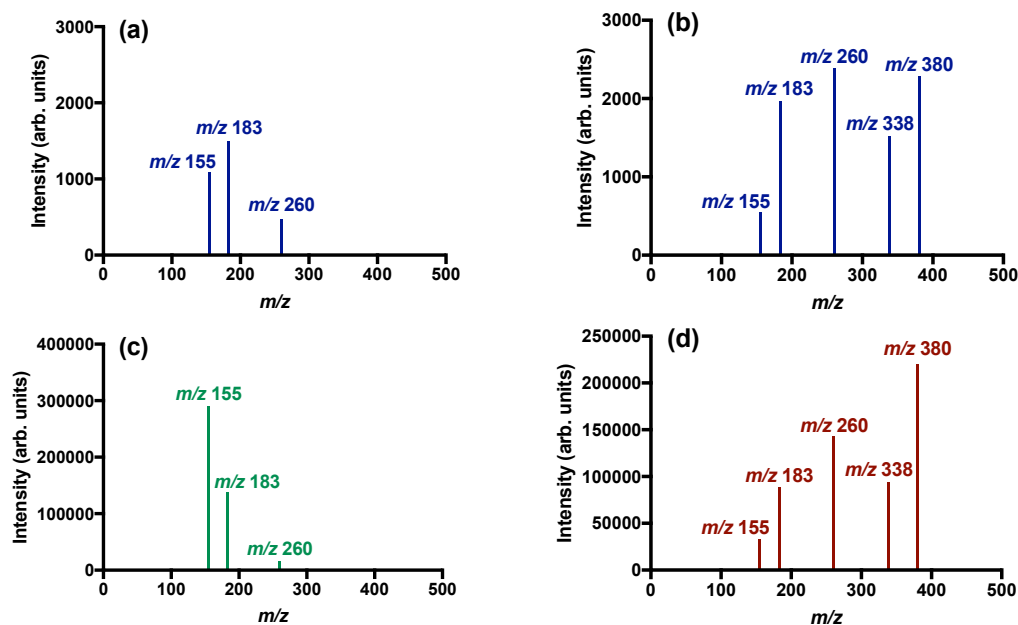 (a)
3000
2000
1000
0
Intensity (arb. units)
m/z 155
m/z 183
m/z 260
0 100 200 300 400 500
m/z
(b)
3000
2000
1000
0
Intensity (arb. units)
m/z 155
m/z 183
m/z 260
m/z 338
m/z 380
0 100 200 300 400 500
m/z
(c)
400000
300000
200000
100000
0
Intensity (arb. units)
m/z 155
m/z 183
m/z 260
0 100 200 300 400 500
m/z
(d)
250000
200000
150000
100000
50000
0
Intensity (arb. units)
m/z 155
m/z 183
m/z 260
m/z 338
m/z 380
0 100 200 300 400 500
m/z